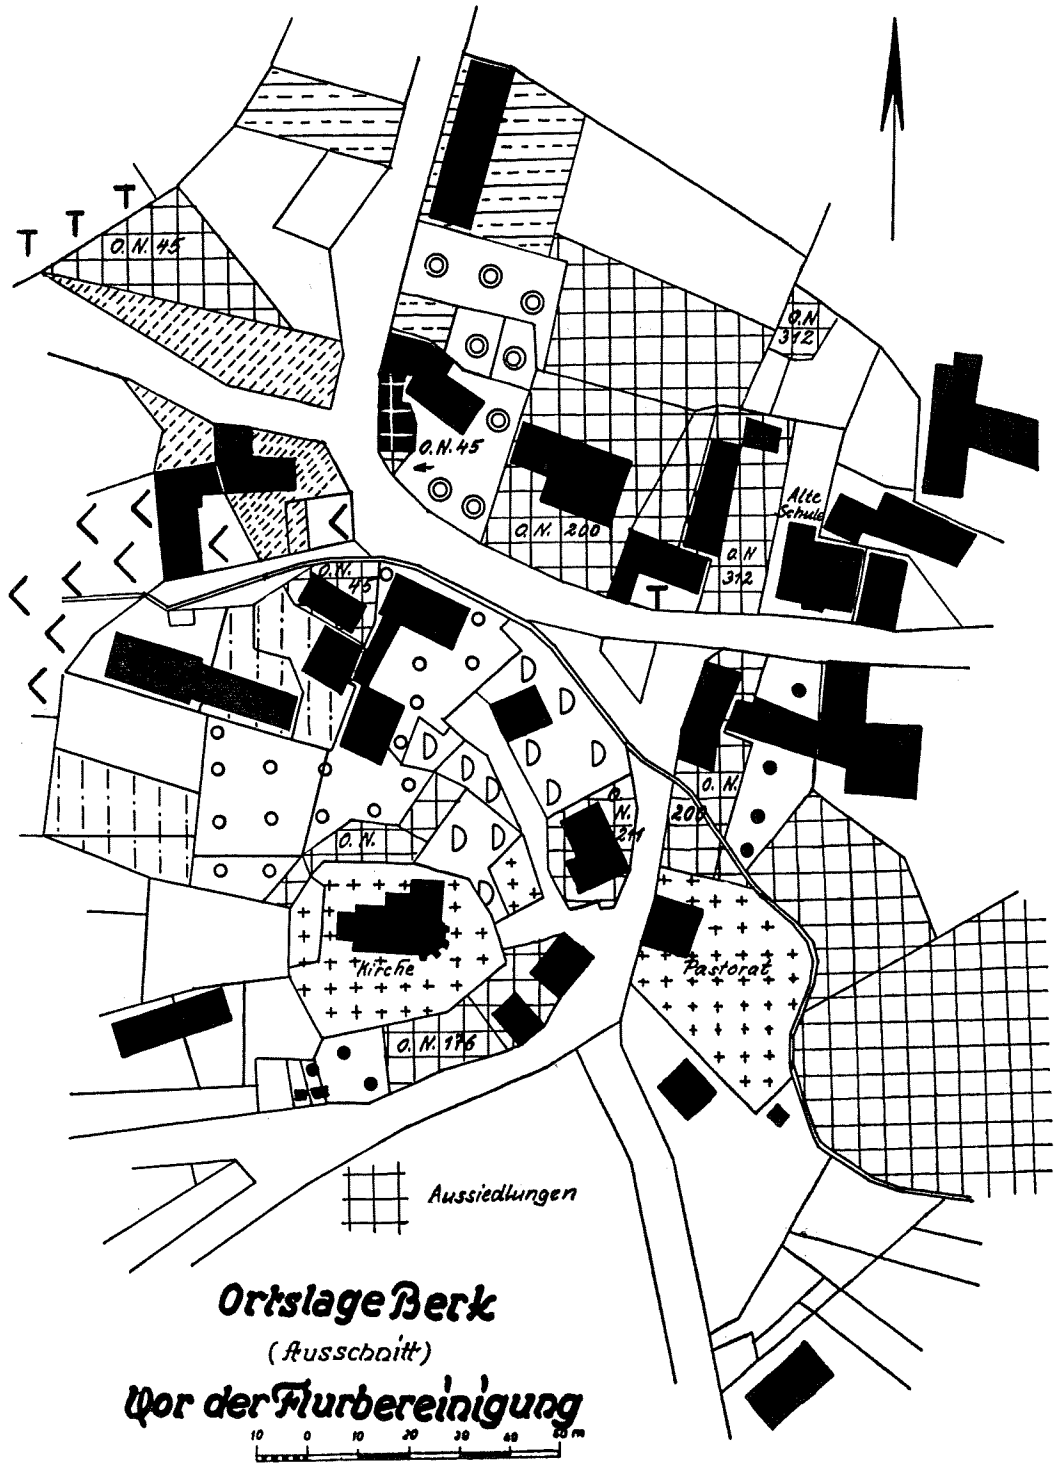 O.N. 45
O.N
312
O.N. 45
Alte
Schule
O.N. 200
O.N
312
O.N.
45
O.N.
200
O.
N.
211
O.N.
Kirche
Pastorat
O.N. 176
Aussiedlungen
Ortslage Berk
(Ausschnitt)
Vor der Flurbereinigung
10 0 10 20 30 40 50 m